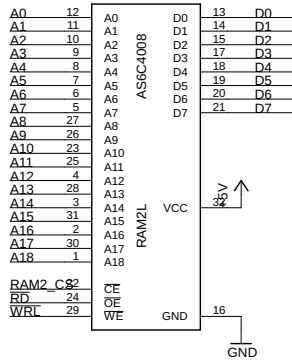 A0 12 A0 D0 13 D0
A1 11 A1 D1 14 D1
A2 10 A2 D2 15 D2
A3 9 A3 D3 17 D3
A4 8 A4 D4 18 D4
A5 7 A5 D5 19 D5
A6 6 A6 D6 20 D6
A7 5 A7 D7 21 D7
A8 27 A8
A9 26 A9
A10 23 A10
A11 25 A11
A12 4 A12
A13 28 A13
A14 3 A14 VCC 32 +5V
A15 31 A15
A16 2 A16
A17 30 A17
A18 1 A18
AS6C4008
RAM2L
RAM2_CS 22 CE
RD 24 OE
WRL 29 WE GND 16
GND